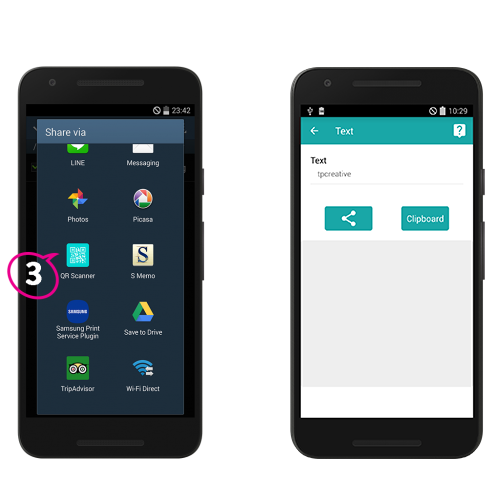 23:42
Share via
LINE
Messaging
Photos
Picasa
3
QR Scanner
S
S Memo
SAMSUNG
Samsung Print
Service Plugin
Save to Drive
TripAdvisor
Wi-Fi Direct
10:29
Text
?
Text
tpcreative
Clipboard